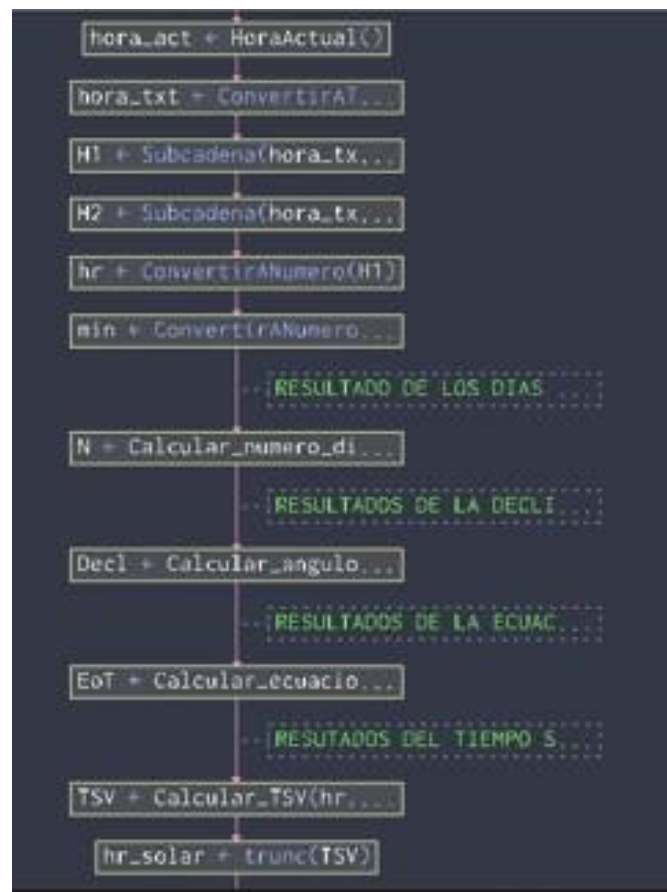 hora_act ← HoraActual()
hora_txt ← ConvertirAT...
H1 ← Subcadena(hora_tx...
H2 ← Subcadena(hora_tx...
hr ← ConvertirANumero(H1)
min ← ConvertirANumero...
RESULTADO DE LOS DIAS ...
N ← Calcular_numero_di...
RESULTADOS DE LA DECLI...
Decl ← Calcular_angulo...
RESULTADOS DE LA ECUAC...
EoT ← Calcular_ecuacio...
RESUTADOS DEL TIEMPO S...
TSV ← Calcular_TSV(hr,...
hr_solar ← trunc(TSV)